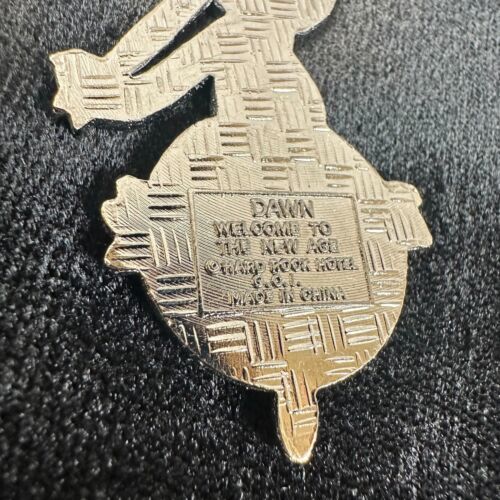 DAWN
WELCOME TO
THE NEW AGE
© HARD ROCK HOTEL
G.O.I.
MADE IN CHINA